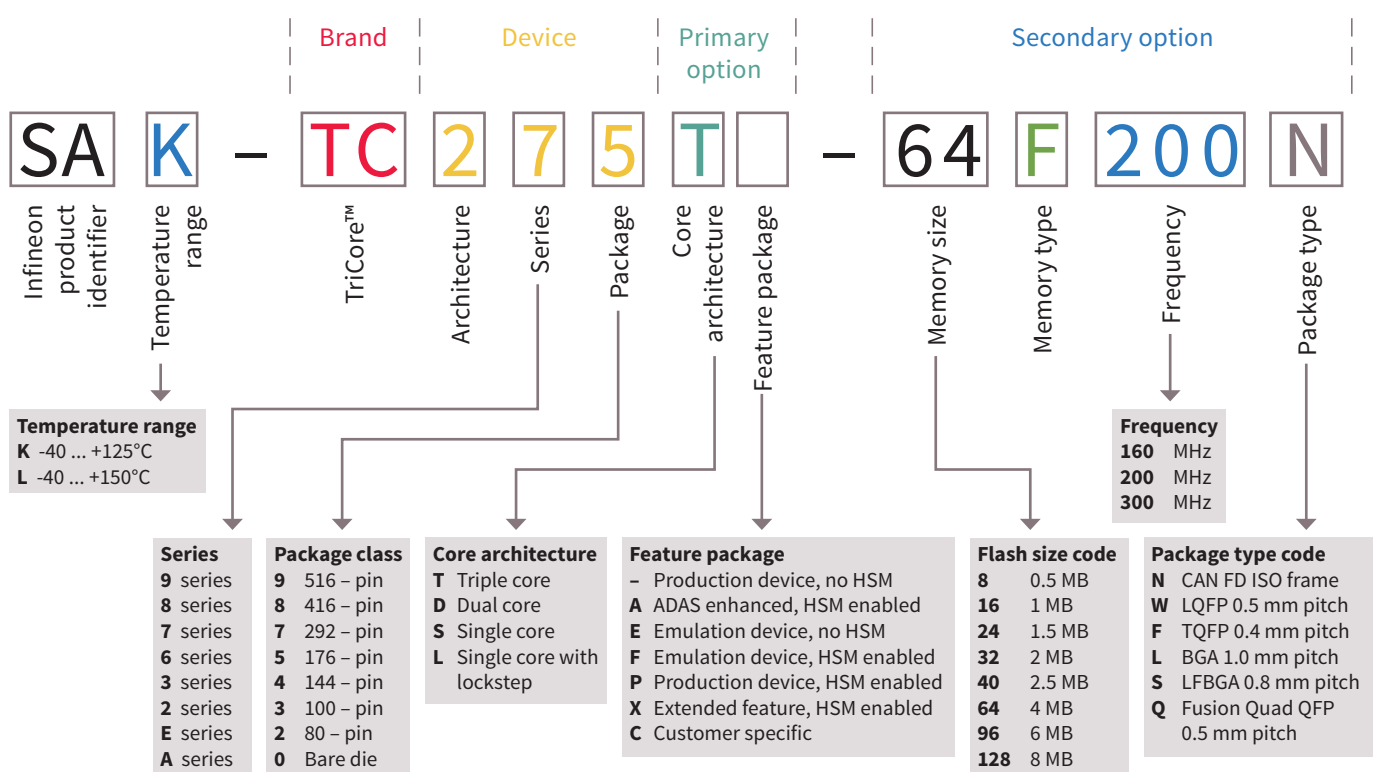 Brand
Device
Primary
option
Secondary option
SA K – TC 2 7 5 T – 64 F 200 N
Infineon
product
identifier
Temperature
range
TriCore™
Architecture
Series
Package
Core
architecture
Feature package
Memory size
Memory type
Frequency
Package type
Temperature range
K -40 ... +125°C
L -40 ... +150°C
Frequency
160 MHz
200 MHz
300 MHz
Series
9 series
8 series
7 series
6 series
3 series
2 series
E series
A series
Package class
9 516 – pin
8 416 – pin
7 292 – pin
5 176 – pin
4 144 – pin
3 100 – pin
2 80 – pin
0 Bare die
Core architecture
T Triple core
D Dual core
S Single core
L Single core with
lockstep
Feature package
– Production device, no HSM
A ADAS enhanced, HSM enabled
E Emulation device, no HSM
F Emulation device, HSM enabled
P Production device, HSM enabled
X Extended feature, HSM enabled
C Customer specific
Flash size code
8 0.5 MB
16 1 MB
24 1.5 MB
32 2 MB
40 2.5 MB
64 4 MB
96 6 MB
128 8 MB
Package type code
N CAN FD ISO frame
W LQFP 0.5 mm pitch
F TQFP 0.4 mm pitch
L BGA 1.0 mm pitch
S LFBGA 0.8 mm pitch
Q Fusion Quad QFP
0.5 mm pitch